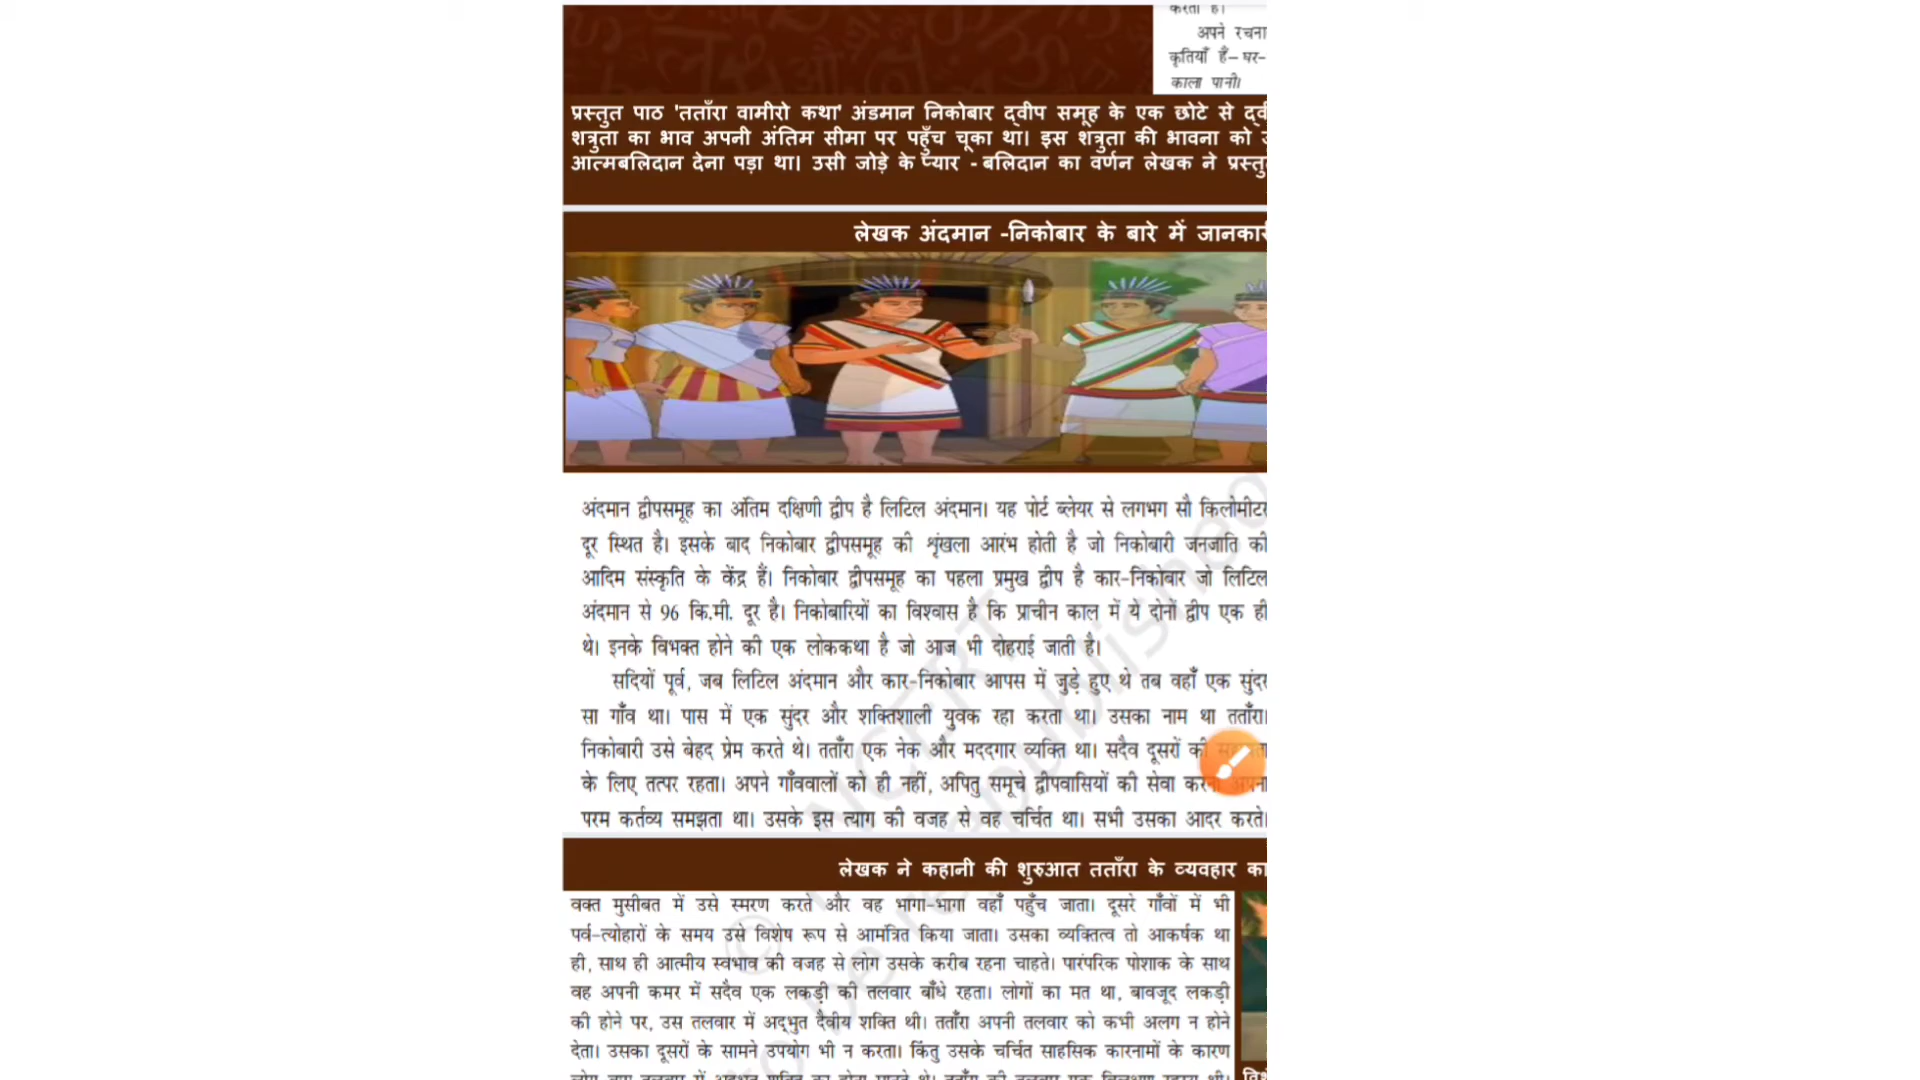 करता है।
अपने रचना
कृतियाँ हैं— घर-
काला पानी।
प्रस्तुत पाठ 'तताँरा वामीरो कथा' अंडमान निकोबार द्वीप समूह के एक छोटे से
शत्रुता का भाव अपनी अंतिम सीमा पर पहुँच चूका था। इस शत्रुता की भावना को
आत्मबलिदान देना पड़ा था। उसी जोड़े के प्यार - बलिदान का वर्णन लेखक ने
लेखक अंदमान -निकोबार के बारे में
अंदमान द्वीपसमूह का अंतिम दक्षिणी द्वीप है लिटिल अंदमान। यह पोर्ट ब्लेयर से लगभग सौ किलोमीटर
दूर स्थित है। इसके बाद निकोबार द्वीपसमूह की शृंखला आरंभ होती है जो निकोबारी जनजाति की
आदिम संस्कृति के केंद्र हैं। निकोबार द्वीपसमूह का पहला प्रमुख द्वीप है कार-निकोबार जो लिटिल
अंदमान से 96 कि.मी. दूर है। निकोबारियों का विश्वास है कि प्राचीन काल में ये दोनों द्वीप एक ही
थे। इनके विभक्त होने की एक लोककथा है जो आज भी दोहराई जाती है।
सदियों पूर्व, जब लिटिल अंदमान और कार-निकोबार आपस में जुड़े हुए थे तब वहाँ एक सुंदर
सा गाँव था। पास में एक सुंदर और शक्तिशाली युवक रहा करता था। उसका नाम था तताँरा।
निकोबारी उसे बेहद प्रेम करते थे। तताँरा एक नेक और मददगार व्यक्ति था। सदैव दूसरों की
के लिए तत्पर रहता। अपने गाँववालों को ही नहीं, अपितु समूचे द्वीपवासियों की सेवा करना अपना
परम कर्तव्य समझता था। उसके इस त्याग की वजह से वह चर्चित था। सभी उसका आदर करते।
लेखक ने कहानी की शुरुआत तताँरा के व्यवहार का
वक्त मुसीबत में उसे स्मरण करते और वह भागा-भागा वहाँ पहुँच जाता। दूसरे गाँवों में भी
पर्व-त्योहारों के समय उसे विशेष रूप से आमंत्रित किया जाता। उसका व्यक्तित्व तो आकर्षक था
ही, साथ ही आत्मीय स्वभाव की वजह से लोग उसके करीब रहना चाहते। पारंपरिक पोशाक के साथ
वह अपनी कमर में सदैव एक लकड़ी की तलवार बाँधे रहता। लोगों का मत था, बावजूद लकड़ी
की होने पर, उस तलवार में अद्भुत दैवीय शक्ति थी। तताँरा अपनी तलवार को कभी अलग न होने
देता। उसका दूसरों के सामने उपयोग भी न करता। किंतु उसके चर्चित साहसिक कारनामों के कारण